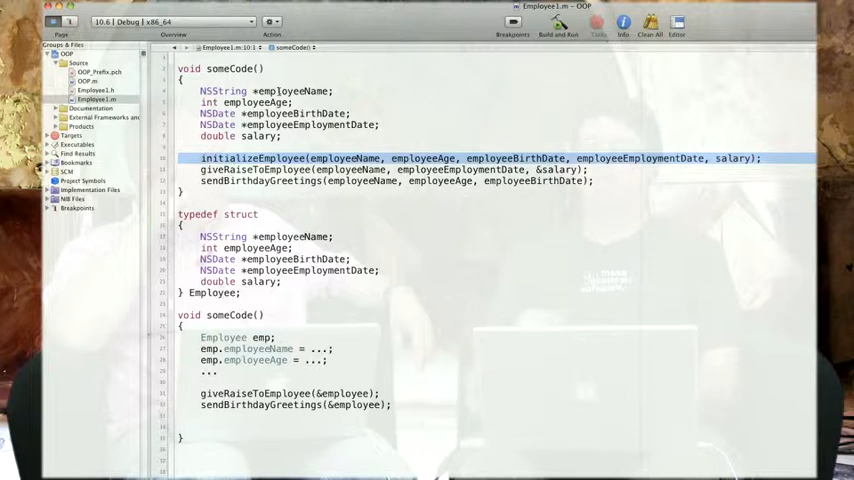 Employee1.m – OOP
10.6 | Debug | x86_64
Page
Overview
Action
Breakpoints
Build and Run
Tasks
Info
Clean All
Editor
Groups & Files
Employee1.m:10:1
someCode()
OOP
Source
OOP_Prefix.pch
OOP.m
Employee1.h
Employee1.m
Documentation
External Frameworks and
Products
Targets
Executables
Find Results
Bookmarks
SCM
Project Symbols
Implementation Files
NIB Files
Breakpoints
void someCode()
{
NSString *employeeName;
int employeeAge;
NSDate *employeeBirthDate;
NSDate *employeeEmploymentDate;
double salary;
initializeEmployee(employeeName, employeeAge, employeeBirthDate, employeeEmploymentDate, salary);
giveRaiseToEmployee(employeeName, employeeEmploymentDate, &salary);
sendBirthdayGreetings(employeeName, employeeAge, employeeBirthDate);
}
typedef struct
{
NSString *employeeName;
int employeeAge;
NSDate *employeeBirthDate;
NSDate *employeeEmploymentDate;
double salary;
} Employee;
void someCode()
{
Employee emp;
emp.employeeName = ...;
emp.employeeAge = ...;
...
giveRaiseToEmployee(&employee);
sendBirthdayGreetings(&employee);
}